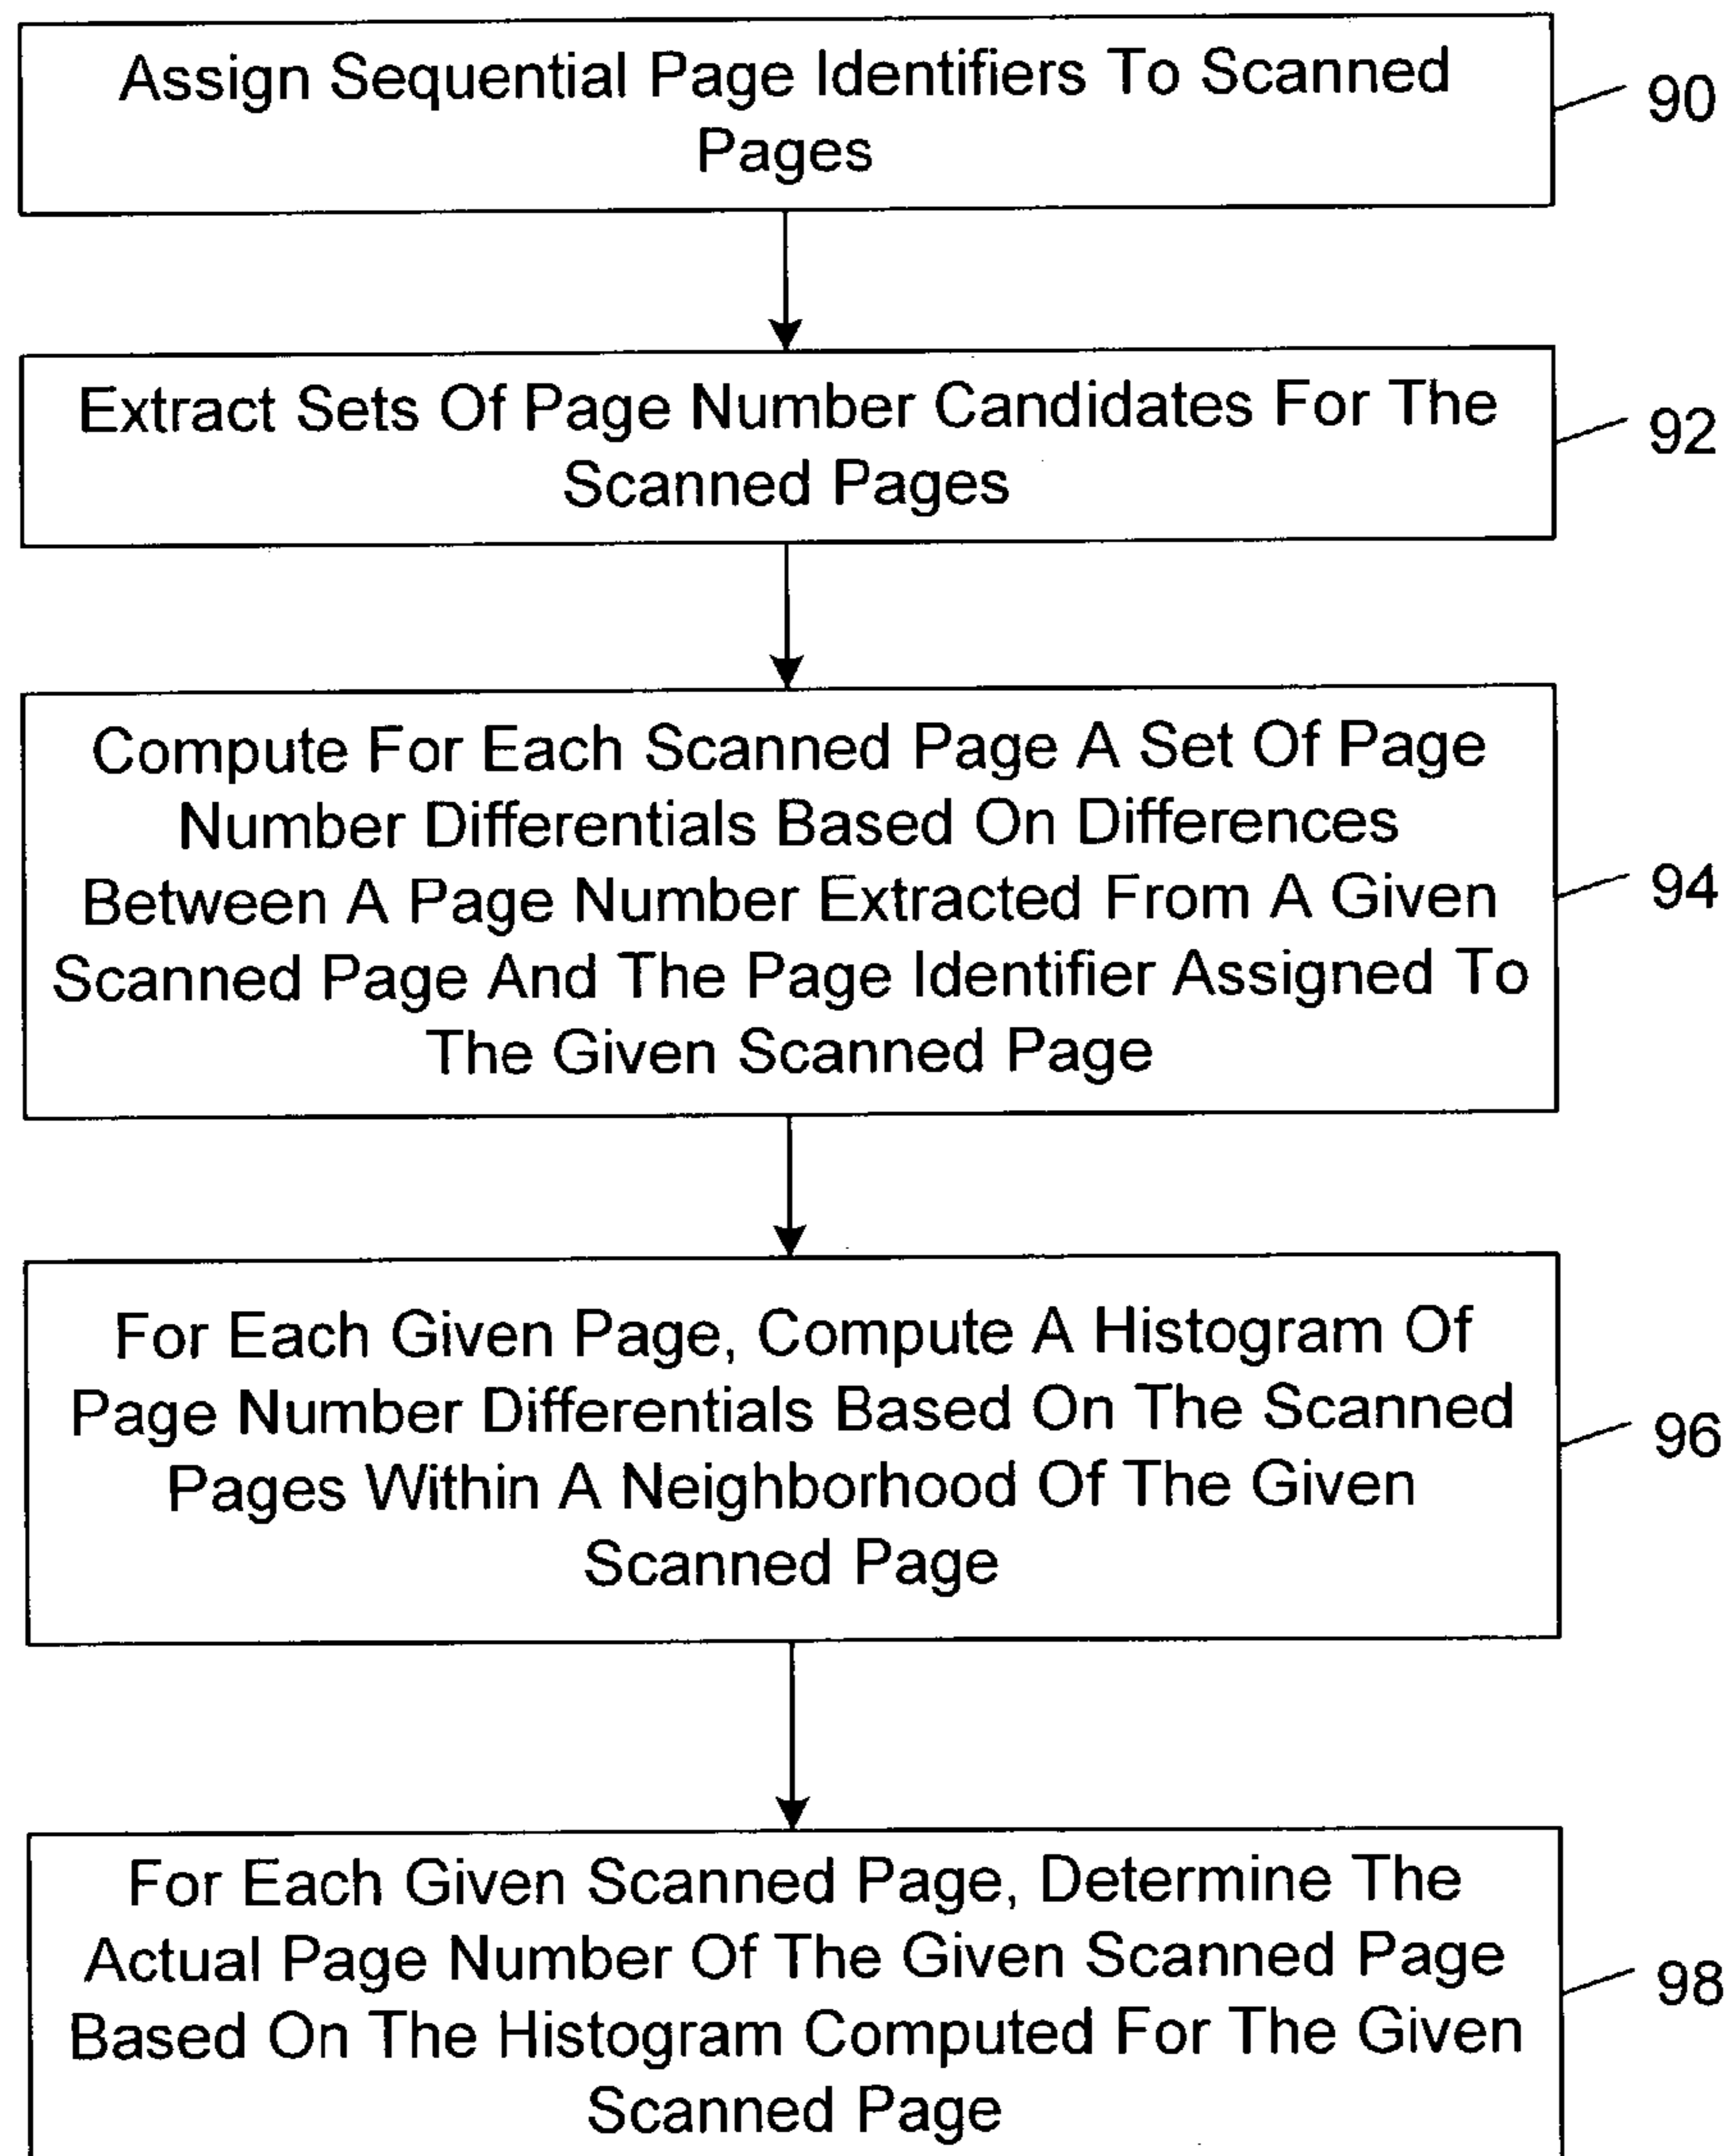 Assign Sequential Page Identifiers To Scanned
Pages
90
Extract Sets Of Page Number Candidates For The
Scanned Pages
92
Compute For Each Scanned Page A Set Of Page
Number Differentials Based On Differences
Between A Page Number Extracted From A Given
Scanned Page And The Page Identifier Assigned To
The Given Scanned Page
94
For Each Given Page, Compute A Histogram Of
Page Number Differentials Based On The Scanned
Pages Within A Neighborhood Of The Given
Scanned Page
96
For Each Given Scanned Page, Determine The
Actual Page Number Of The Given Scanned Page
Based On The Histogram Computed For The Given
Scanned Page
98